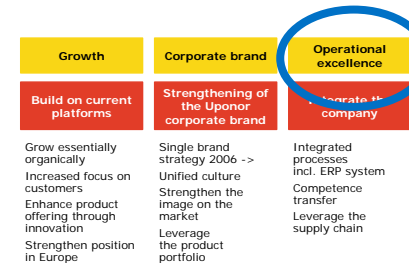 Growth
Build on current
platforms
Grow essentially
organically
Increased focus on
customers
Enhance product
offering through
innovation
Strengthen position
in Europe
Corporate brand
Strengthening of
the Uponor
corporate brand
Single brand
strategy 2006 ->
Unified culture
Strengthen the
image on the
market
Leverage
the product
portfolio
Operational
excellence
Integrate the
company
Integrated
processes
incl. ERP system
Competence
transfer
Leverage the
supply chain